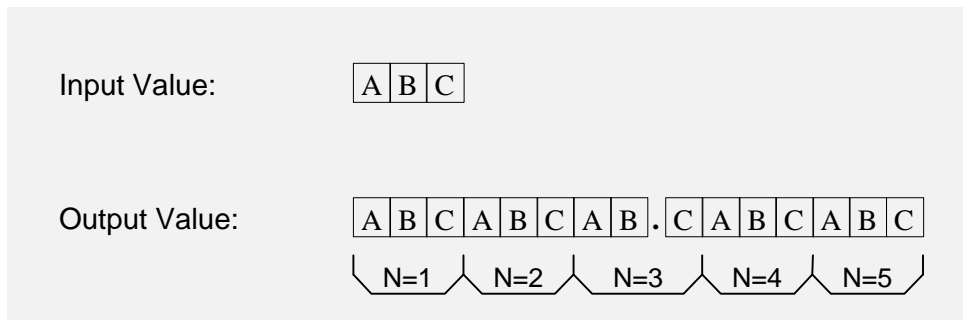 Input Value: A B C
Output Value: A B C A B C A B . C A B C A B C
N=1 N=2 N=3 N=4 N=5